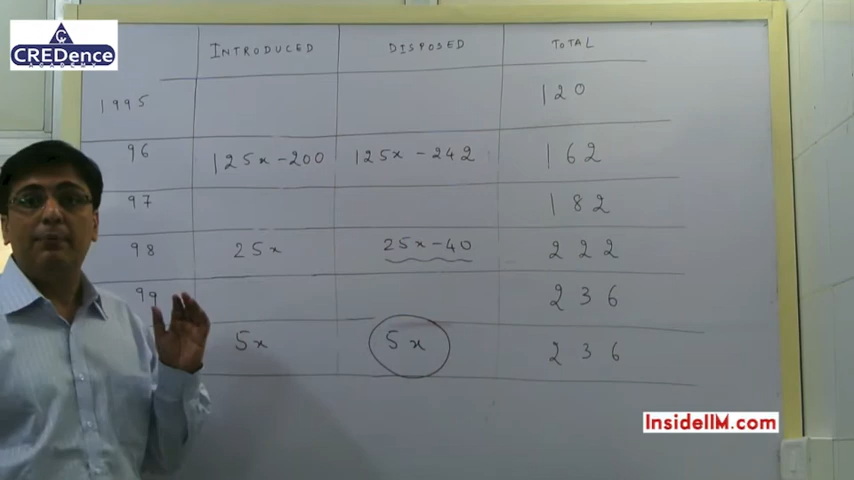 CREDence
ACADEMY
INTRODUCED DISPOSED TOTAL
1995 120
96 125x-200 125x-242 162
97 182
98 25x 25x-40 222
99 236
5x 5x 236
InsideIIM.com